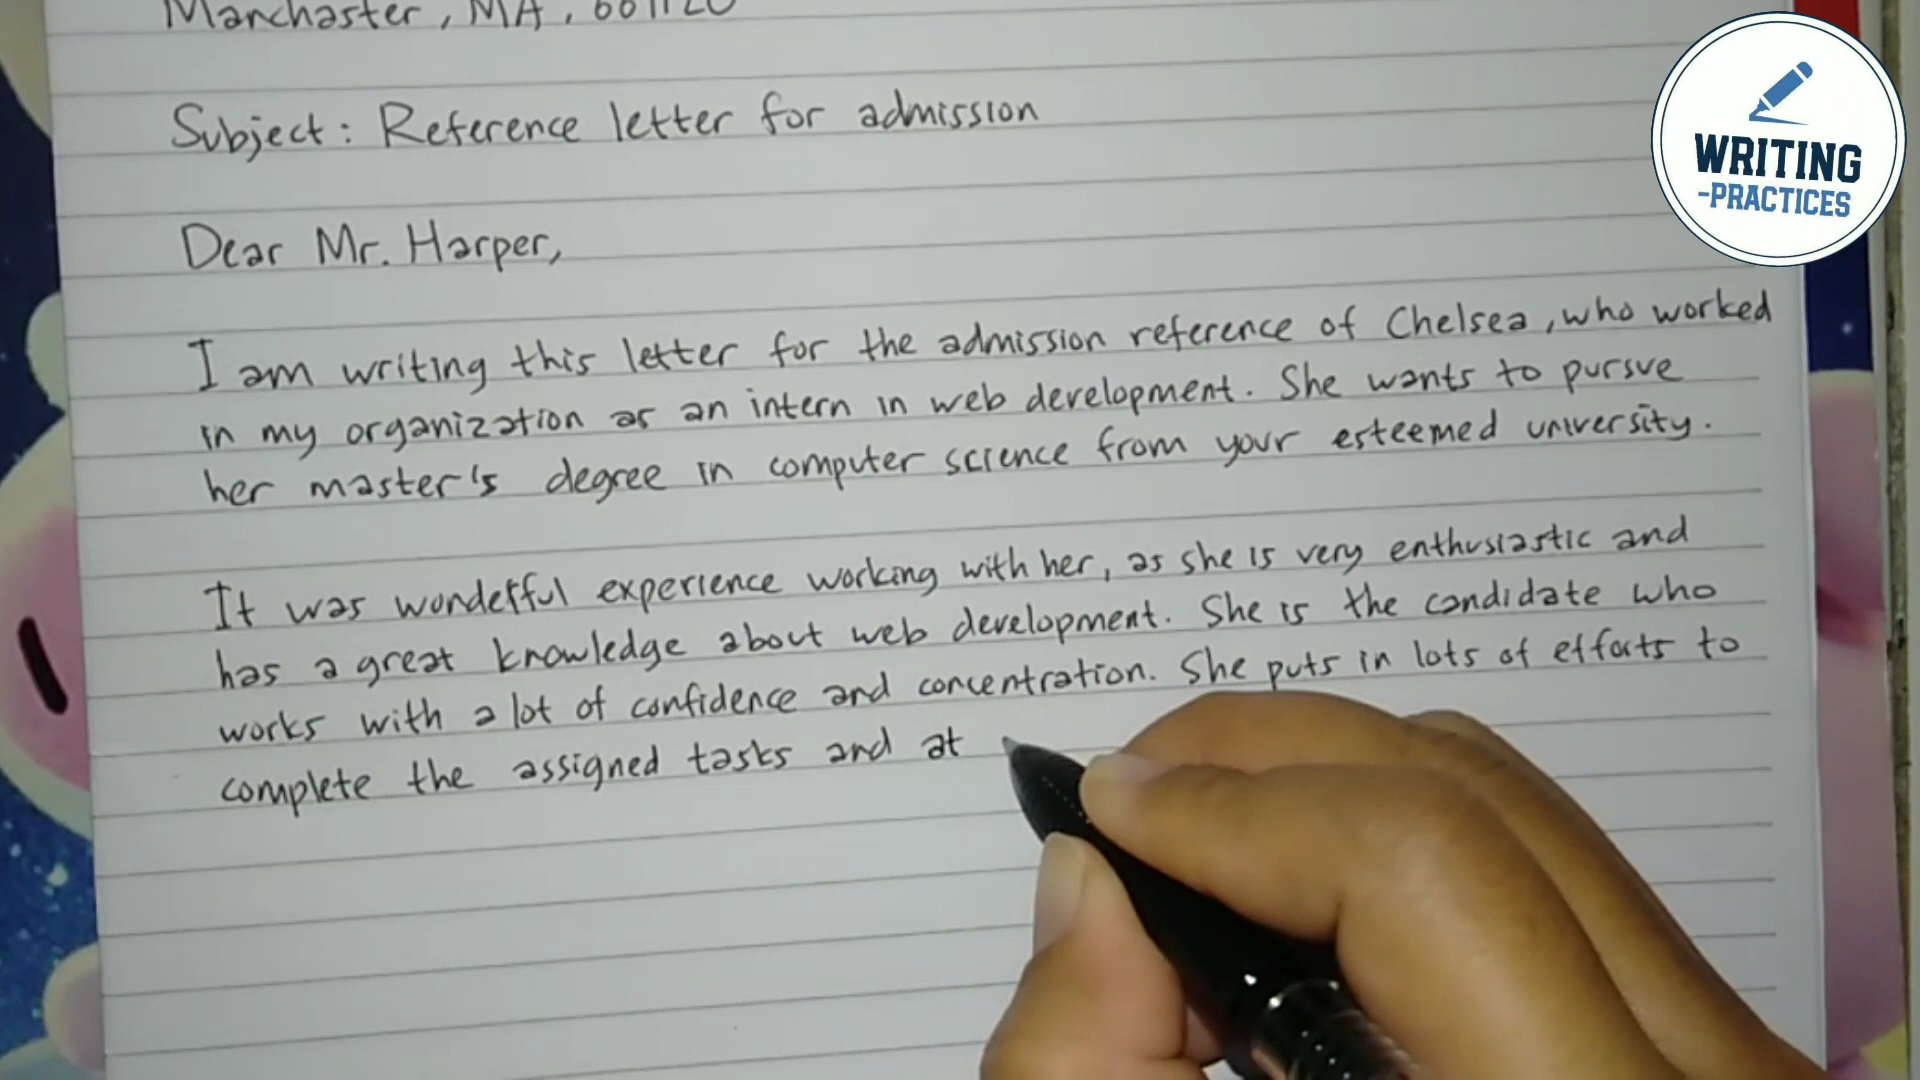 Manchaster, MA, 661120
Subject: Reference letter for admission
Dear Mr. Harper,
I am writing this letter for the admission reference of Chelsea, who worked
in my organization as an intern in web development. She wants to pursue
her master's degree in computer science from your esteemed university.
It was wonderful experience working with her, as she is very enthusiastic and
has a great knowledge about web development. She is the candidate who
works with a lot of confidence and concentration. She puts in lots of efforts to
complete the assigned tasks and at
WRITING
-PRACTICES